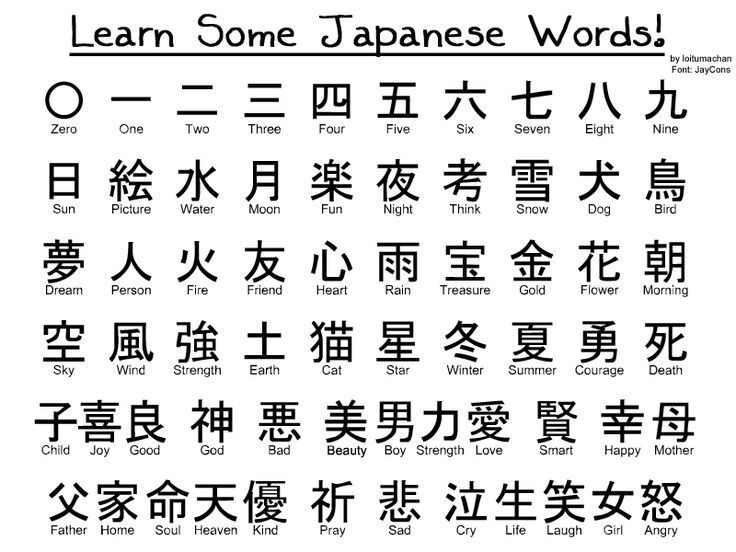 Learn Some Japanese Words!
by loitumachan
Font: JayCons
〇 一 二 三 四 五 六 七 八 九
Zero One Two Three Four Five Six Seven Eight Nine
日 絵 水 月 楽 夜 考 雪 犬 鳥
Sun Picture Water Moon Fun Night Think Snow Dog Bird
夢 人 火 友 心 雨 宝 金 花 朝
Dream Person Fire Friend Heart Rain Treasure Gold Flower Morning
空 風 強 土 猫 星 冬 夏 勇 死
Sky Wind Strength Earth Cat Star Winter Summer Courage Death
子 喜 良 神 悪 美 男 力 愛 賢 幸 母
Child Joy Good God Bad Beauty Boy Strength Love Smart Happy Mother
父 家 命 天 優 祈 悲 泣 生 笑 女 怒
Father Home Soul Heaven Kind Pray Sad Cry Life Laugh Girl Angry